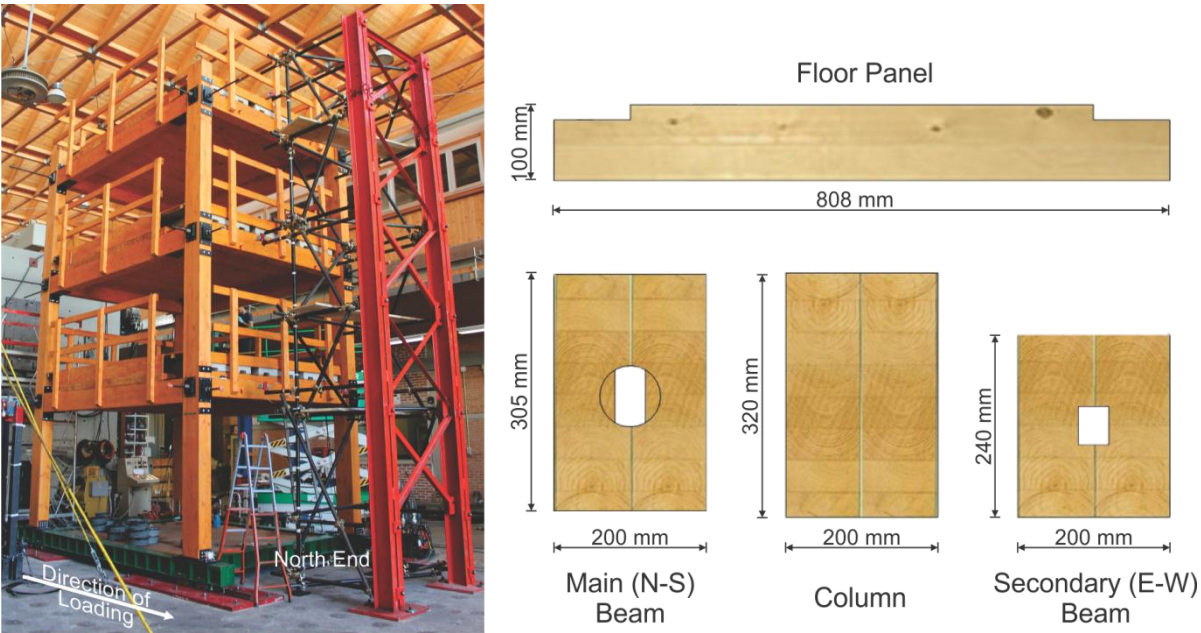 North End
Direction of
Loading
Floor Panel
100 mm
808 mm
305 mm
200 mm
Main (N-S)
Beam
320 mm
200 mm
Column
240 mm
200 mm
Secondary (E-W)
Beam